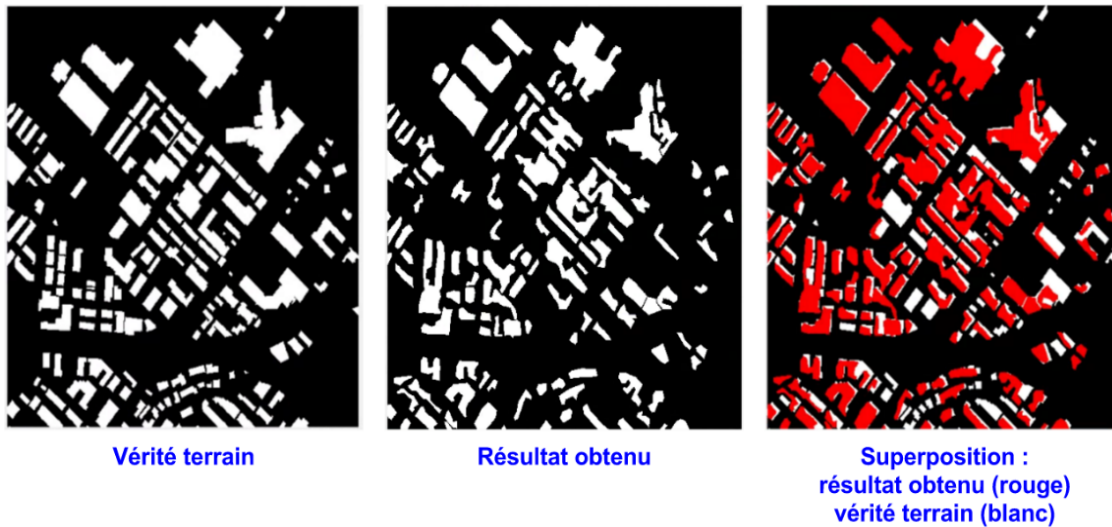 Vérité terrain
Résultat obtenu
Superposition :
résultat obtenu (rouge)
vérité terrain (blanc)